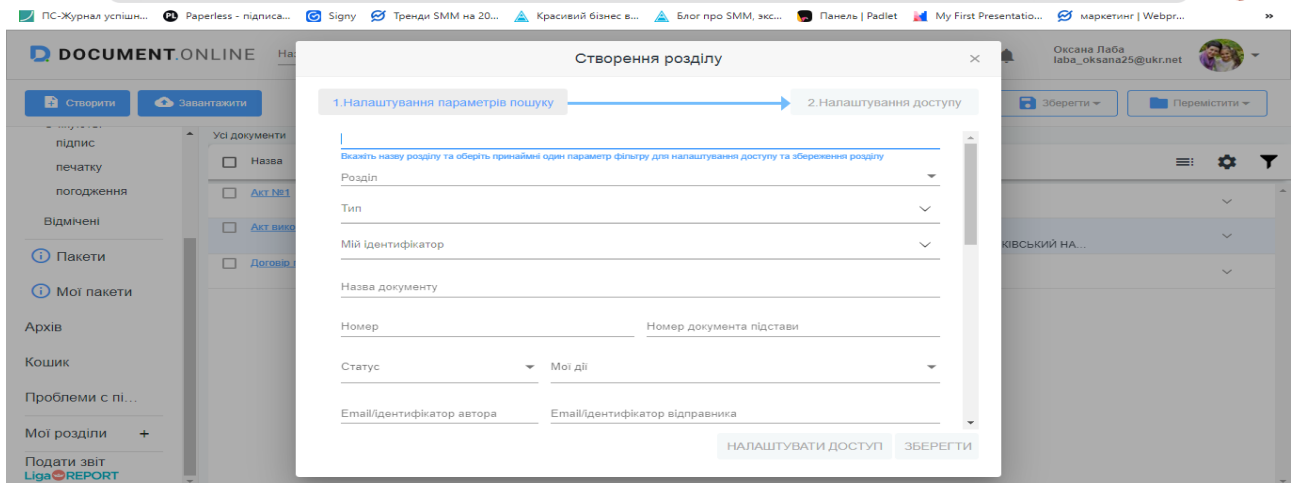 ПС-Журнал успішн... Paperless - підписа... Signy Тренди SMM на 20... Красивий бізнес в... Блог про SMM, экс... Панель | Padlet My First Presentatio... маркетинг | Webpr... »
DOCUMENT.ONLINE
Наз
Створення розділу ×
Оксана Лаба
laba_oksana25@ukr.net
Створити Завантажити
1.Налаштування параметрів пошуку 2.Налаштування доступу
Зберегти Перемістити
підпис
печатку
погодження
Відмічені
Пакети
Мої пакети
Архів
Кошик
Проблеми с пі...
Мої розділи +
Подати звіт
Liga REPORT
Усі документи
Назва
Акт №1
Акт вико
Договір
КІВСЬКИЙ НА...
Вкажіть назву розділу та оберіть принаймні один параметр фільтру для налаштування доступу та збереження розділу
Розділ
Тип
Мій ідентифікатор
Назва документу
Номер Номер документа підстави
Статус Мої дії
Email/ідентифікатор автора Email/ідентифікатор відправника
НАЛАШТУВАТИ ДОСТУП ЗБЕРЕГТИ